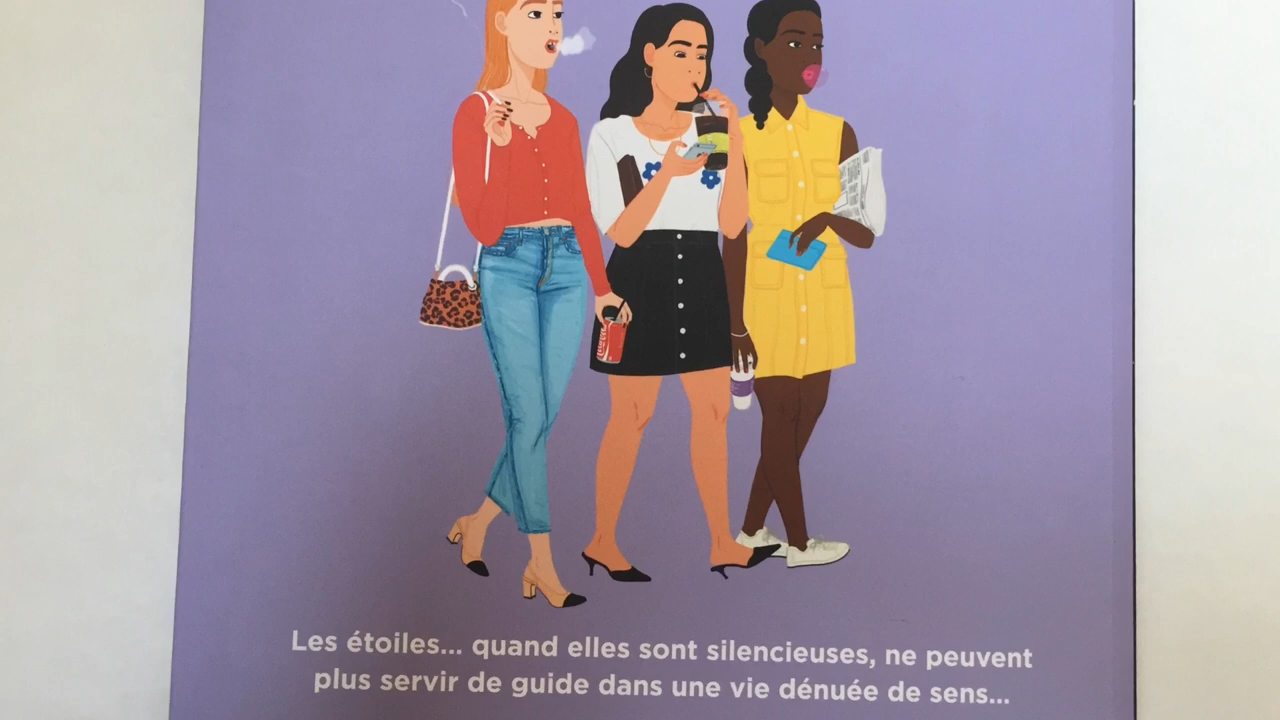 Les étoiles... quand elles sont silencieuses, ne peuvent
plus servir de guide dans une vie dénuée de sens...